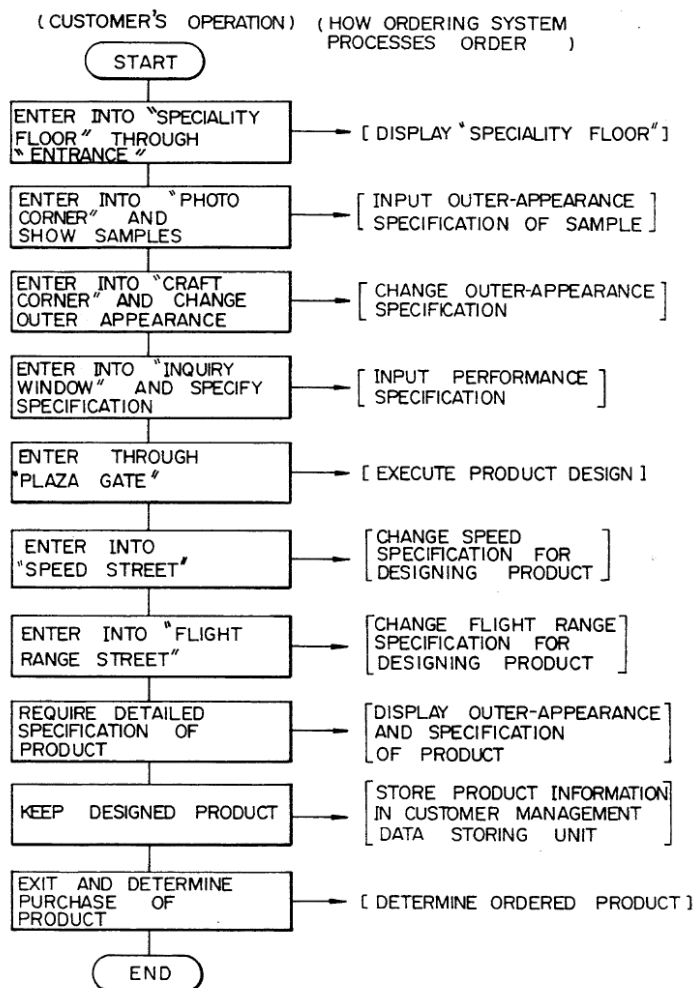 (CUSTOMER'S OPERATION) (HOW ORDERING SYSTEM
PROCESSES ORDER )
START
ENTER INTO "SPECIALITY
FLOOR" THROUGH
"ENTRANCE"
[DISPLAY "SPECIALITY FLOOR"]
ENTER INTO "PHOTO
CORNER" AND
SHOW SAMPLES
[INPUT OUTER-APPEARANCE
SPECIFICATION OF SAMPLE]
ENTER INTO "CRAFT
CORNER" AND CHANGE
OUTER APPEARANCE
[CHANGE OUTER-APPEARANCE
SPECIFICATION]
ENTER INTO "INQUIRY
WINDOW" AND SPECIFY
SPECIFICATION
[INPUT PERFORMANCE
SPECIFICATION]
ENTER THROUGH
"PLAZA GATE"
[EXECUTE PRODUCT DESIGN]
ENTER INTO
"SPEED STREET"
[CHANGE SPEED
SPECIFICATION FOR
DESIGNING PRODUCT]
ENTER INTO "FLIGHT
RANGE STREET"
[CHANGE FLIGHT RANGE
SPECIFICATION FOR
DESIGNING PRODUCT]
REQUIRE DETAILED
SPECIFICATION OF
PRODUCT
[DISPLAY OUTER-APPEARANCE
AND SPECIFICATION
OF PRODUCT]
KEEP DESIGNED PRODUCT
[STORE PRODUCT INFORMATION
IN CUSTOMER MANAGEMENT
DATA STORING UNIT]
EXIT AND DETERMINE
PURCHASE OF
PRODUCT
[DETERMINE ORDERED PRODUCT]
END